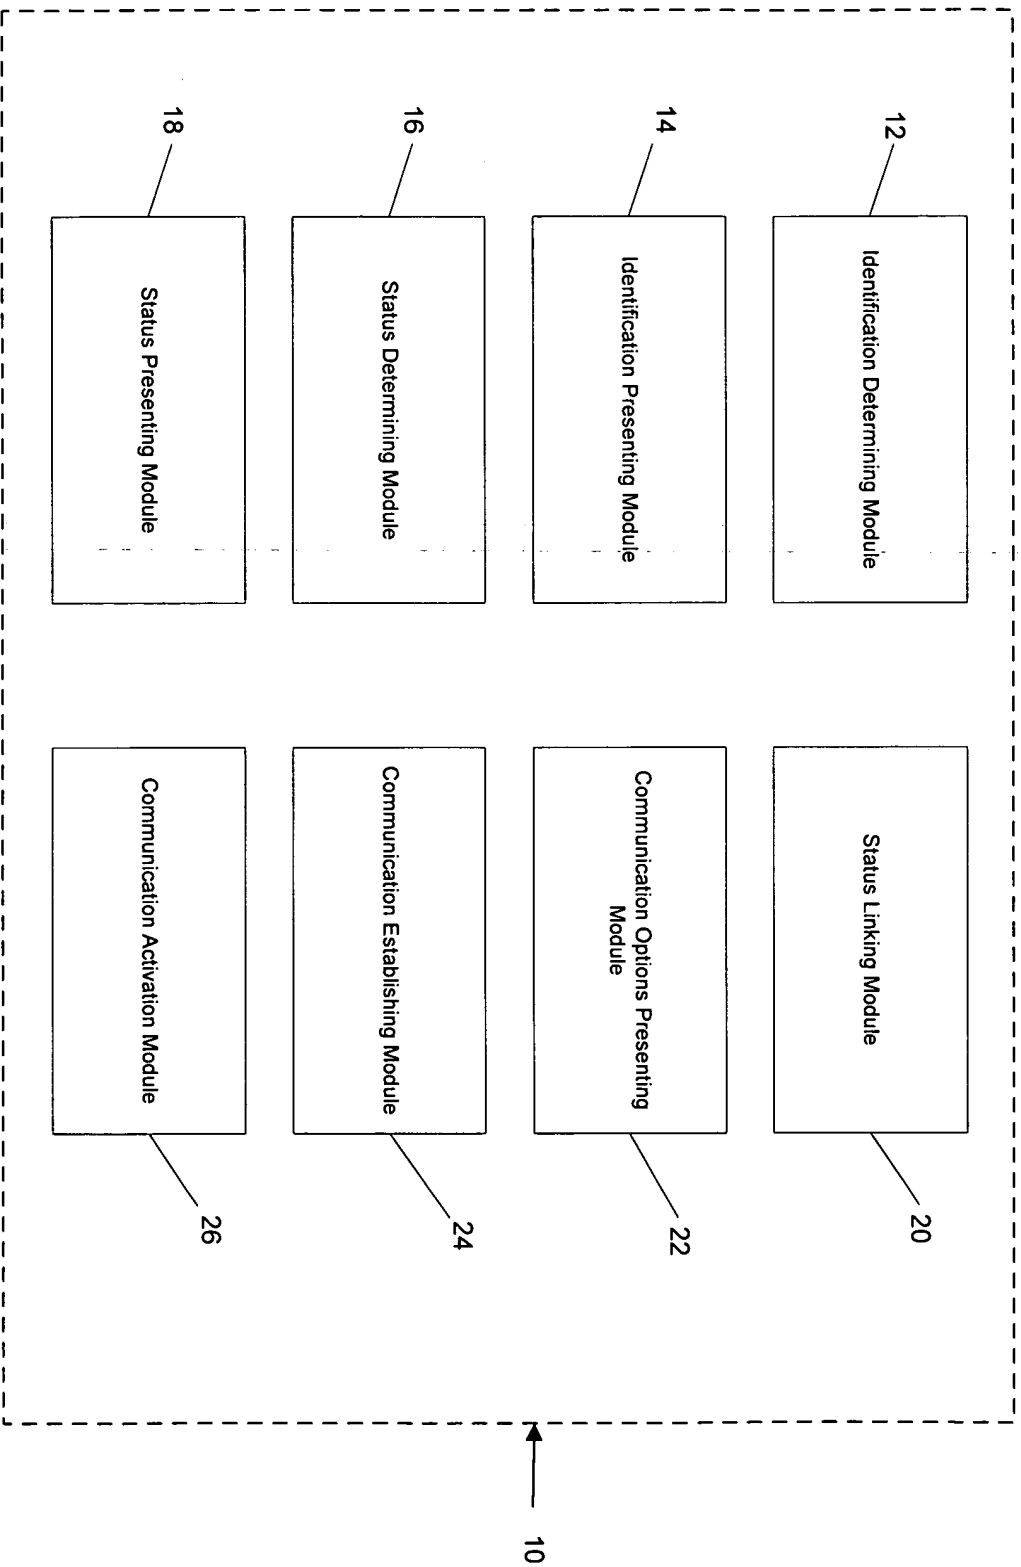 12
Identification Determining Module
14
Identification Presenting Module
16
Status Determining Module
18
Status Presenting Module
Status Linking Module
20
Communication Options Presenting
Module
22
Communication Establishing Module
24
Communication Activation Module
26
10